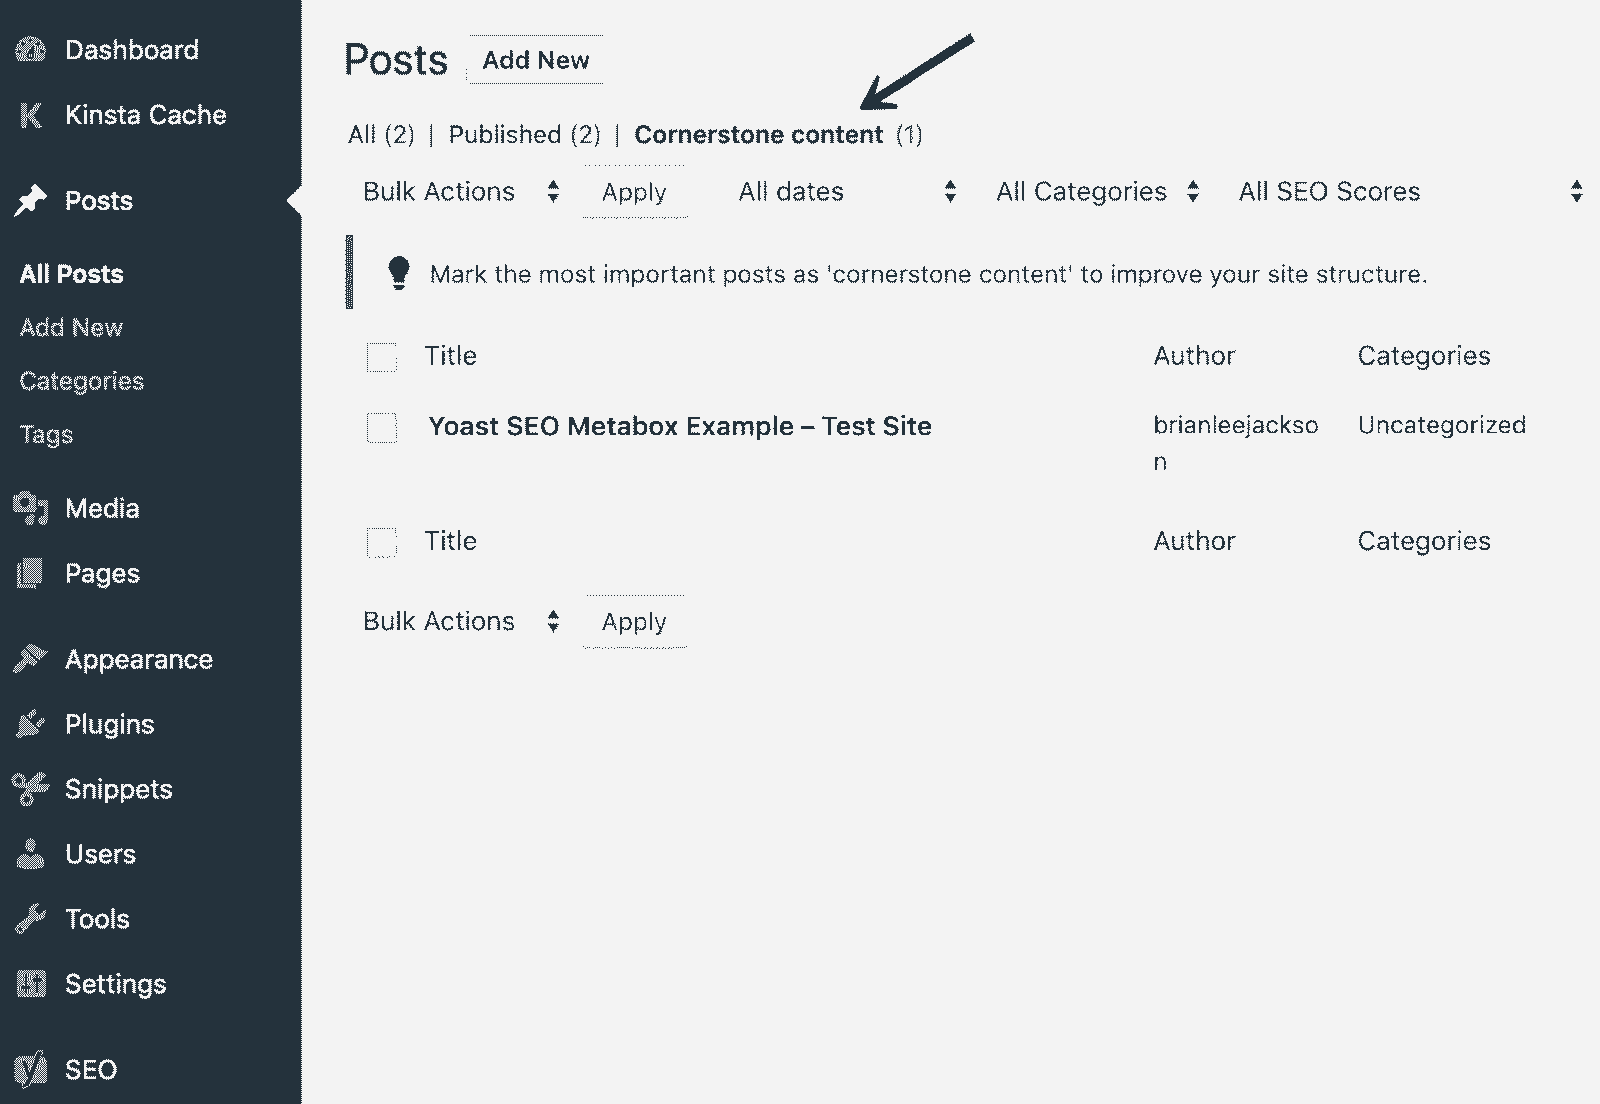 Dashboard
Kinsta Cache
Posts
All Posts
Add New
Categories
Tags
Media
Pages
Appearance
Plugins
Snippets
Users
Tools
Settings
SEO
Posts Add New
All (2) | Published (2) | Cornerstone content (1)
Bulk Actions Apply All dates All Categories All SEO Scores
Mark the most important posts as 'cornerstone content' to improve your site structure.
Title Author Categories
Yoast SEO Metabox Example – Test Site brianleejackso Uncategorized
n
Title Author Categories
Bulk Actions Apply